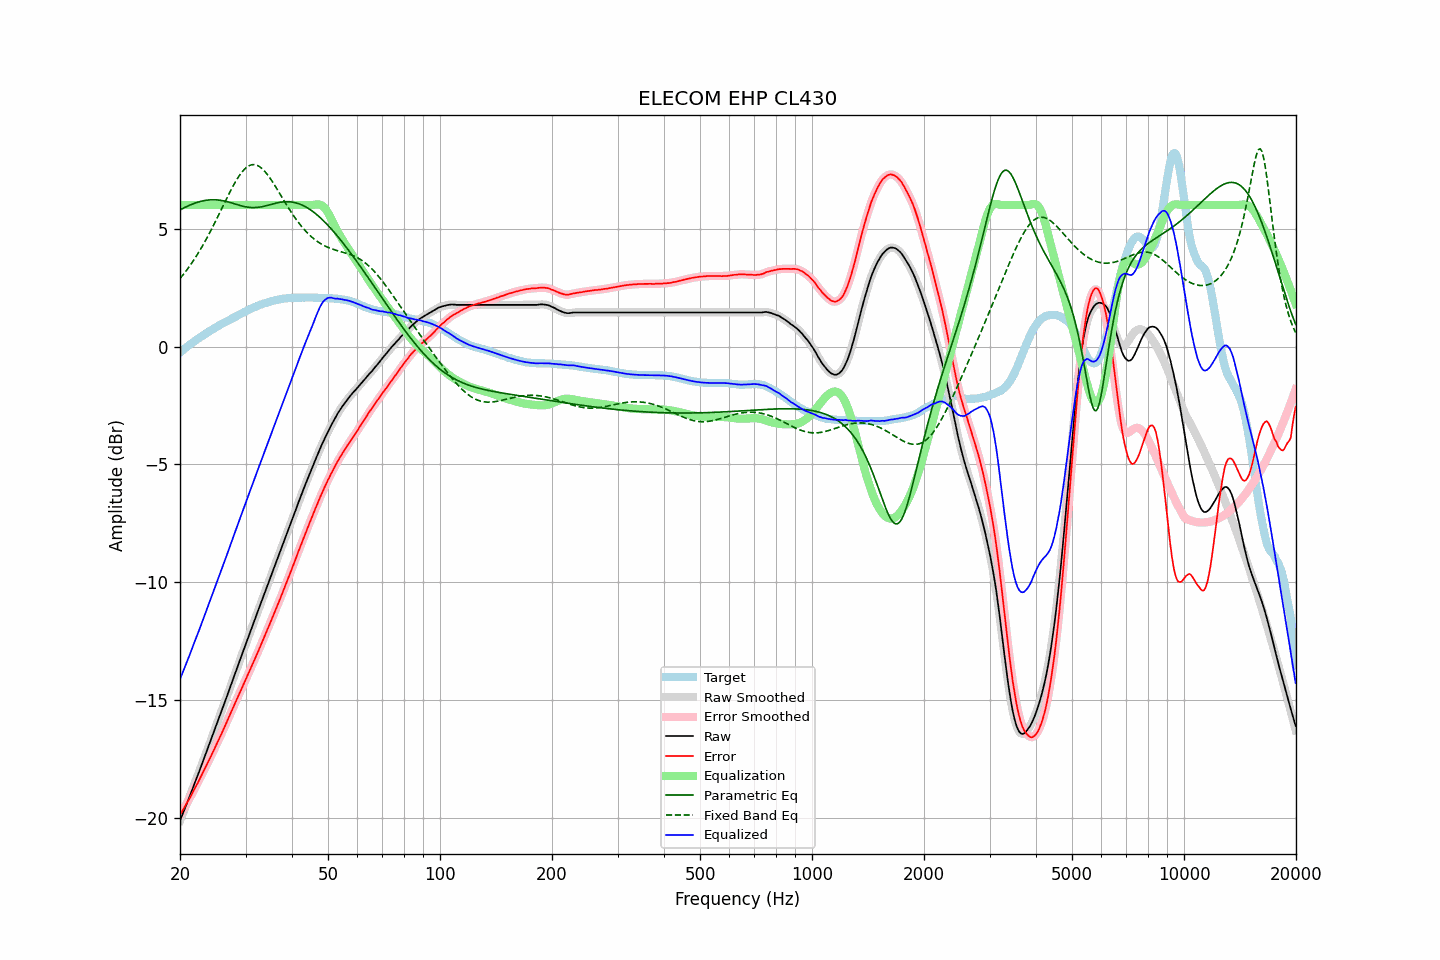 ELECOM EHP CL430
Amplitude (dBr)
5
0
−5
−10
−15
−20
Target
Raw Smoothed
Error Smoothed
Raw
Error
Equalization
Parametric Eq
Fixed Band Eq
Equalized
20
50
100
200
500
1000
2000
5000
10000
20000
Frequency (Hz)